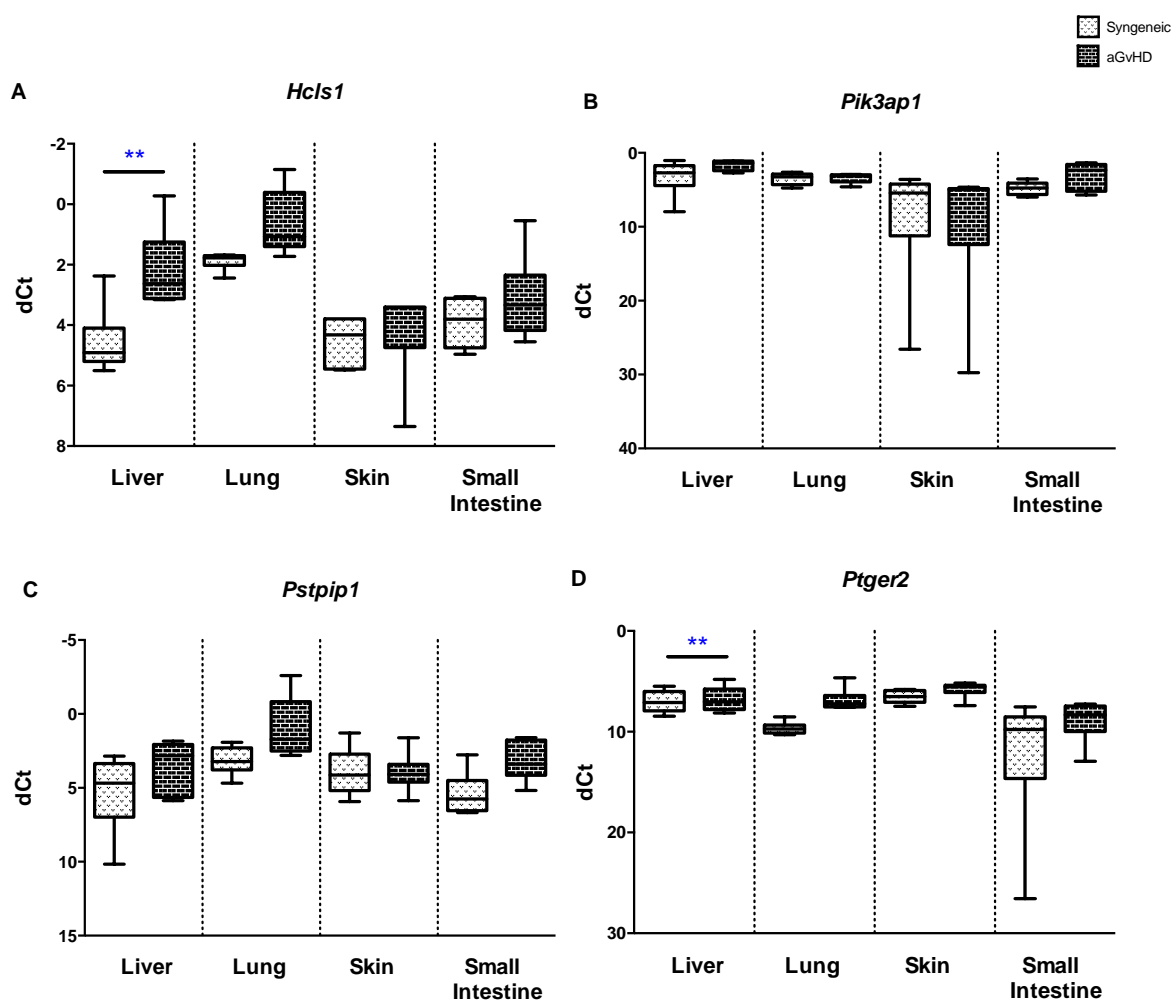 Syngeneic
aGvHD
A
Hcls1
-2
0
2
4
6
8
dCt
**
Liver
Lung
Skin
Small
Intestine
B
Pik3ap1
0
10
20
30
40
dCt
Liver
Lung
Skin
Small
Intestine
C
Pstpip1
-5
0
5
10
15
dCt
Liver
Lung
Skin
Small
Intestine
D
Ptger2
0
10
20
30
dCt
**
Liver
Lung
Skin
Small
Intestine